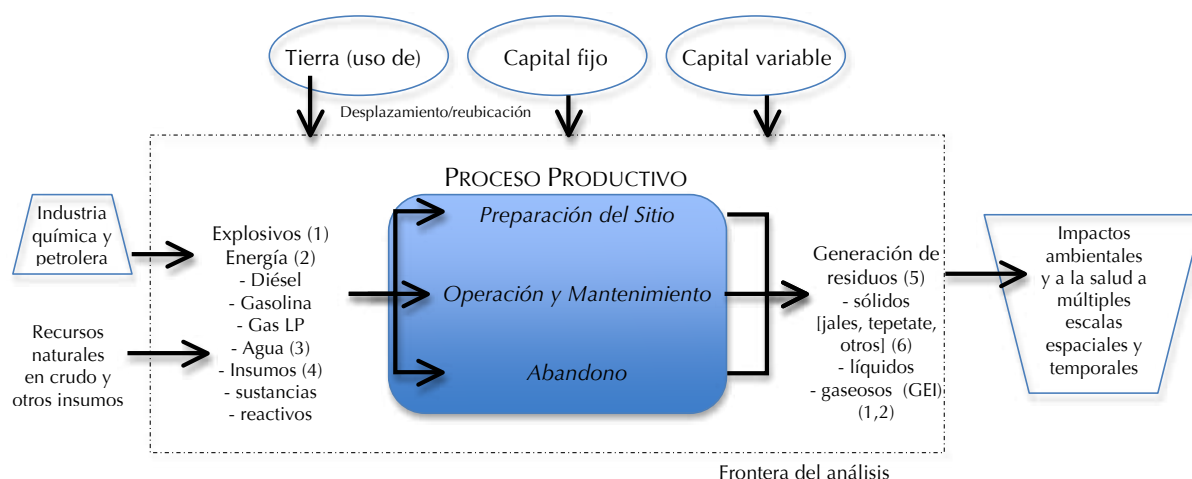 Tierra (uso de)
Capital fijo
Capital variable
Desplazamiento/reubicación
PROCESO PRODUCTIVO
Industria
química y
petrolera
Recursos
naturales
en crudo y
otros insumos
Explosivos (1)
Energía (2)
- Diésel
- Gasolina
- Gas LP
- Agua (3)
- Insumos (4)
- sustancias
- reactivos
Preparación del Sitio
Operación y Mantenimiento
Abandono
Generación de
residuos (5)
- sólidos
[jales, tepetate,
otros] (6)
- líquidos
- gaseosos (GEI)
(1,2)
Impactos
ambientales
y a la salud a
múltiples
escalas
espaciales y
temporales
Frontera del análisis